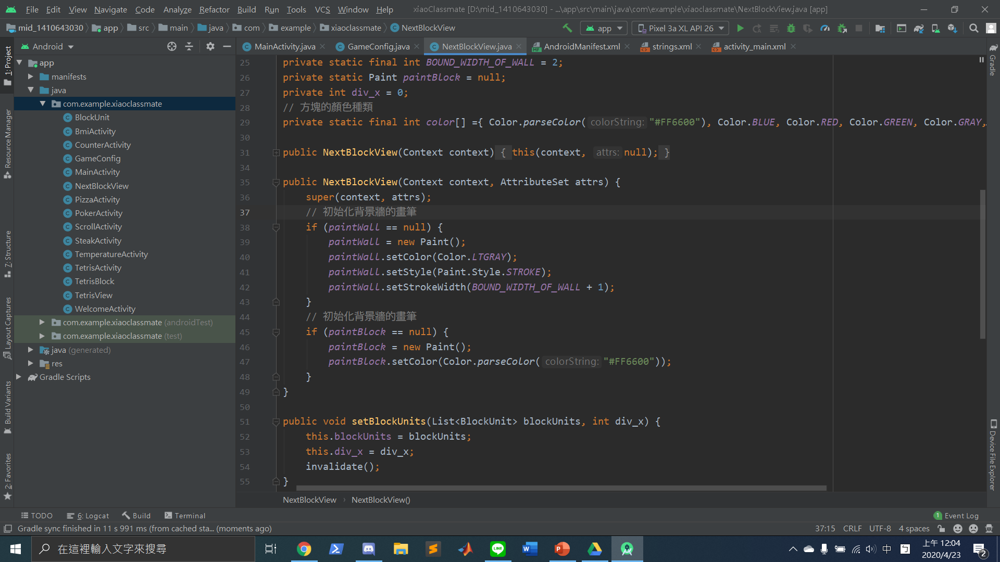 File Edit View Navigate Code Analyze Refactor Build Run Tools VCS Window Help xiaoClassmate [D:\mid_1410643030] - ...\app\src\main\java\com\example\xiaoclassmate\NextBlockView.java [app]
mid_1410643030 app src main java com example xiaoclassmate NextBlockView app Pixel 3a XL API 26
Android MainActivity.java GameConfig.java NextBlockView.java AndroidManifest.xml strings.xml activity_main.xml
1: Project
Resource Manager
7: Structure
Layout Captures
Build Variants
2: Favorites
app
manifests
java
com.example.xiaoclassmate
BlockUnit
BmiActivity
CounterActivity
GameConfig
MainActivity
NextBlockView
PizzaActivity
PokerActivity
ScrollActivity
SteakActivity
TemperatureActivity
TetrisActivity
TetrisBlock
TetrisView
WelcomeActivity
com.example.xiaoclassmate (androidTest)
com.example.xiaoclassmate (test)
java (generated)
res
Gradle Scripts
25 private static final int BOUND_WIDTH_OF_WALL = 2;
26 private static Paint paintBlock = null;
27 private int div_x = 0;
28 // 方塊的顏色種類
29 private static final int color[] ={ Color.parseColor( colorString: "#FF6600"), Color.BLUE, Color.RED, Color.GREEN, Color.GRAY,
30
31 public NextBlockView(Context context) { this(context, attrs: null); }
34
35 public NextBlockView(Context context, AttributeSet attrs) {
36 super(context, attrs);
37 // 初始化背景牆的畫筆
38 if (paintWall == null) {
39 paintWall = new Paint();
40 paintWall.setColor(Color.LTGRAY);
41 paintWall.setStyle(Paint.Style.STROKE);
42 paintWall.setStrokeWidth(BOUND_WIDTH_OF_WALL + 1);
43 }
44 // 初始化背景牆的畫筆
45 if (paintBlock == null) {
46 paintBlock = new Paint();
47 paintBlock.setColor(Color.parseColor( colorString: "#FF6600"));
48 }
49 }
50
51 public void setBlockUnits(List<BlockUnit> blockUnits, int div_x) {
52 this.blockUnits = blockUnits;
53 this.div_x = div_x;
54 invalidate();
55 }
Gradle
Device File Explorer
NextBlockView › NextBlockView()
TODO 6: Logcat Build Terminal 1 Event Log
Gradle sync finished in 11 s 991 ms (from cached sta... (moments ago) 37:15 CRLF UTF-8 4 spaces
在這裡輸入文字來搜尋 LINE 中 ㄅ 上午 12:04
2020/4/23 2